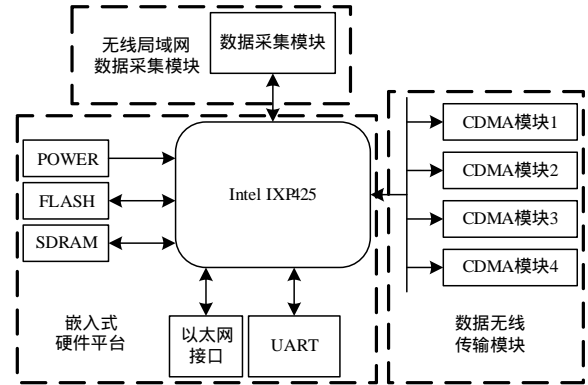 无线局域网
数据采集模块
数据采集模块
POWER
FLASH
SDRAM
Intel IXP425
CDMA模块1
CDMA模块2
CDMA模块3
CDMA模块4
嵌入式
硬件平台
以太网
接口
UART
数据无线
传输模块